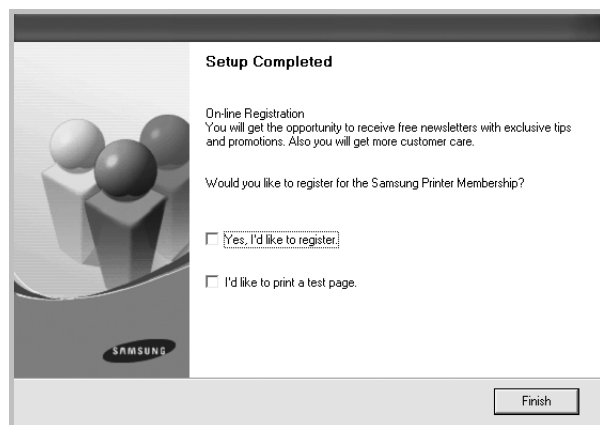 Setup Completed
On-line Registration
You will get the opportunity to receive free newsletters with exclusive tips
and promotions. Also you will get more customer care.
Would you like to register for the Samsung Printer Membership?
Yes, I'd like to register.
I'd like to print a test page.
SAMSUNG
Finish